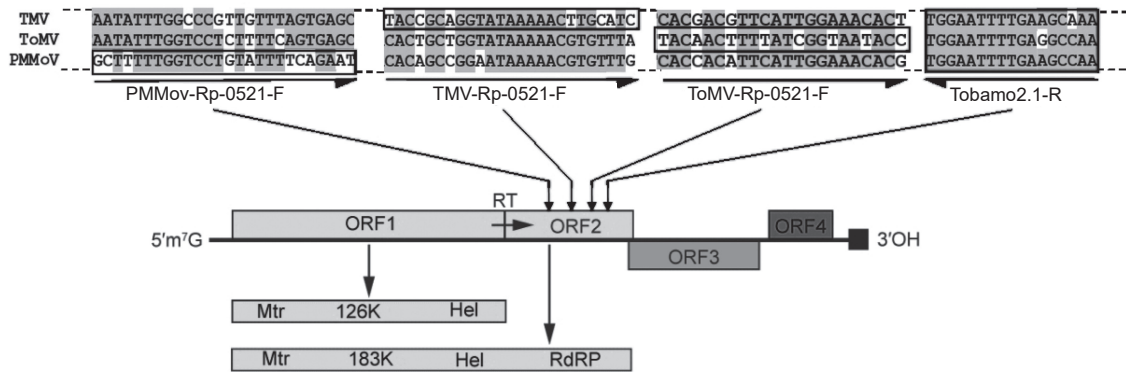 TMV AATATTTGGCCCGTTGTTTAGTGAGC TACCGCAGGTATAAAAACTTGCATC CACGACGTTCATTGGAAACACT TGGAATTTTGAAGCAAA
ToMV AATATTTGGTCCTCTTTTCAGTGAGC CACTGCTGGTATAAAAACGTGTTTA TACAACTTTTATCGGTAATACC TGGAATTTTGAGGCCAA
PMMoV GCTTTTTGGTCCTGTATTTTCAGAAT CACAGCCGGAATAAAAACGTGTTTG CACCACATTCATTGGAAACACG TGGAATTTTGAAGCCAA
PMMov-Rp-0521-F TMV-Rp-0521-F ToMV-Rp-0521-F Tobamo2.1-R
RT
ORF1 ORF2 ORF4
5'm⁷G 3'OH
ORF3
Mtr 126K Hel
Mtr 183K Hel RdRP